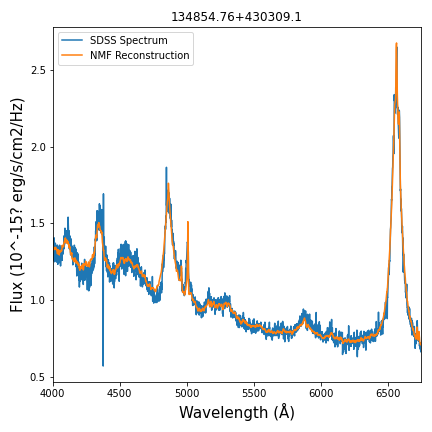 134854.76+430309.1
SDSS Spectrum
NMF Reconstruction
Flux (10^-15? erg/s/cm2/Hz)
2.5
2.0
1.5
1.0
0.5
4000 4500 5000 5500 6000 6500
Wavelength (Å)